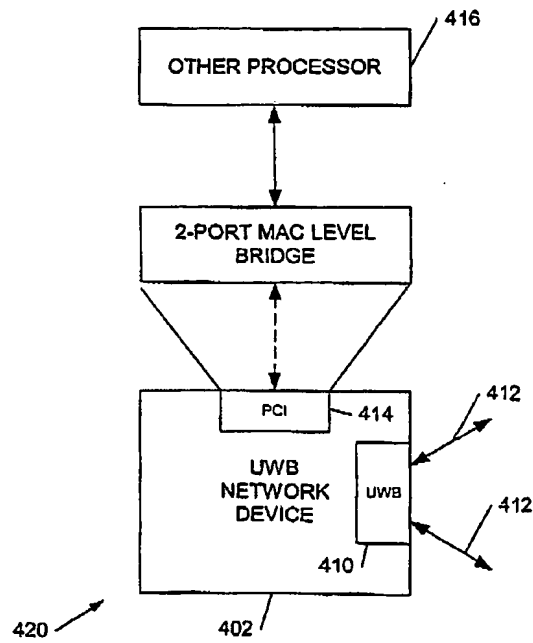 416
OTHER PROCESSOR
2-PORT MAC LEVEL
BRIDGE
412
PCI
414
UWB
NETWORK
DEVICE
UWB
412
410
420
402